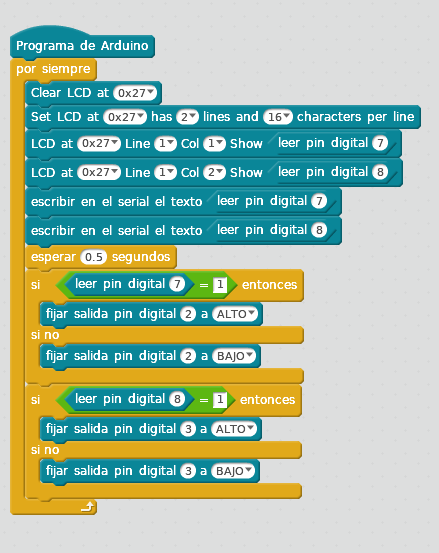 Programa de Arduino
por siempre
Clear LCD at 0x27
Set LCD at 0x27 has 2 lines and 16 characters per line
LCD at 0x27 Line 1 Col 1 Show leer pin digital 7
LCD at 0x27 Line 1 Col 2 Show leer pin digital 8
escribir en el serial el texto leer pin digital 7
escribir en el serial el texto leer pin digital 8
esperar 0.5 segundos
si leer pin digital 7 = 1 entonces
fijar salida pin digital 2 a ALTO
si no
fijar salida pin digital 2 a BAJO
si leer pin digital 8 = 1 entonces
fijar salida pin digital 3 a ALTO
si no
fijar salida pin digital 3 a BAJO